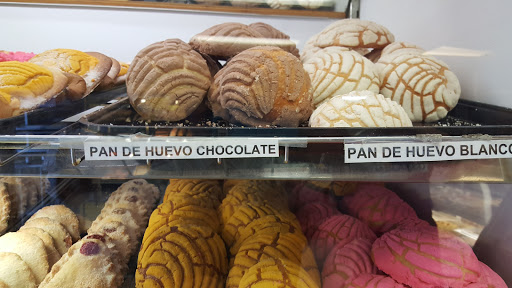 PAN DE HUEVO CHOCOLATE
PAN DE HUEVO BLANCO